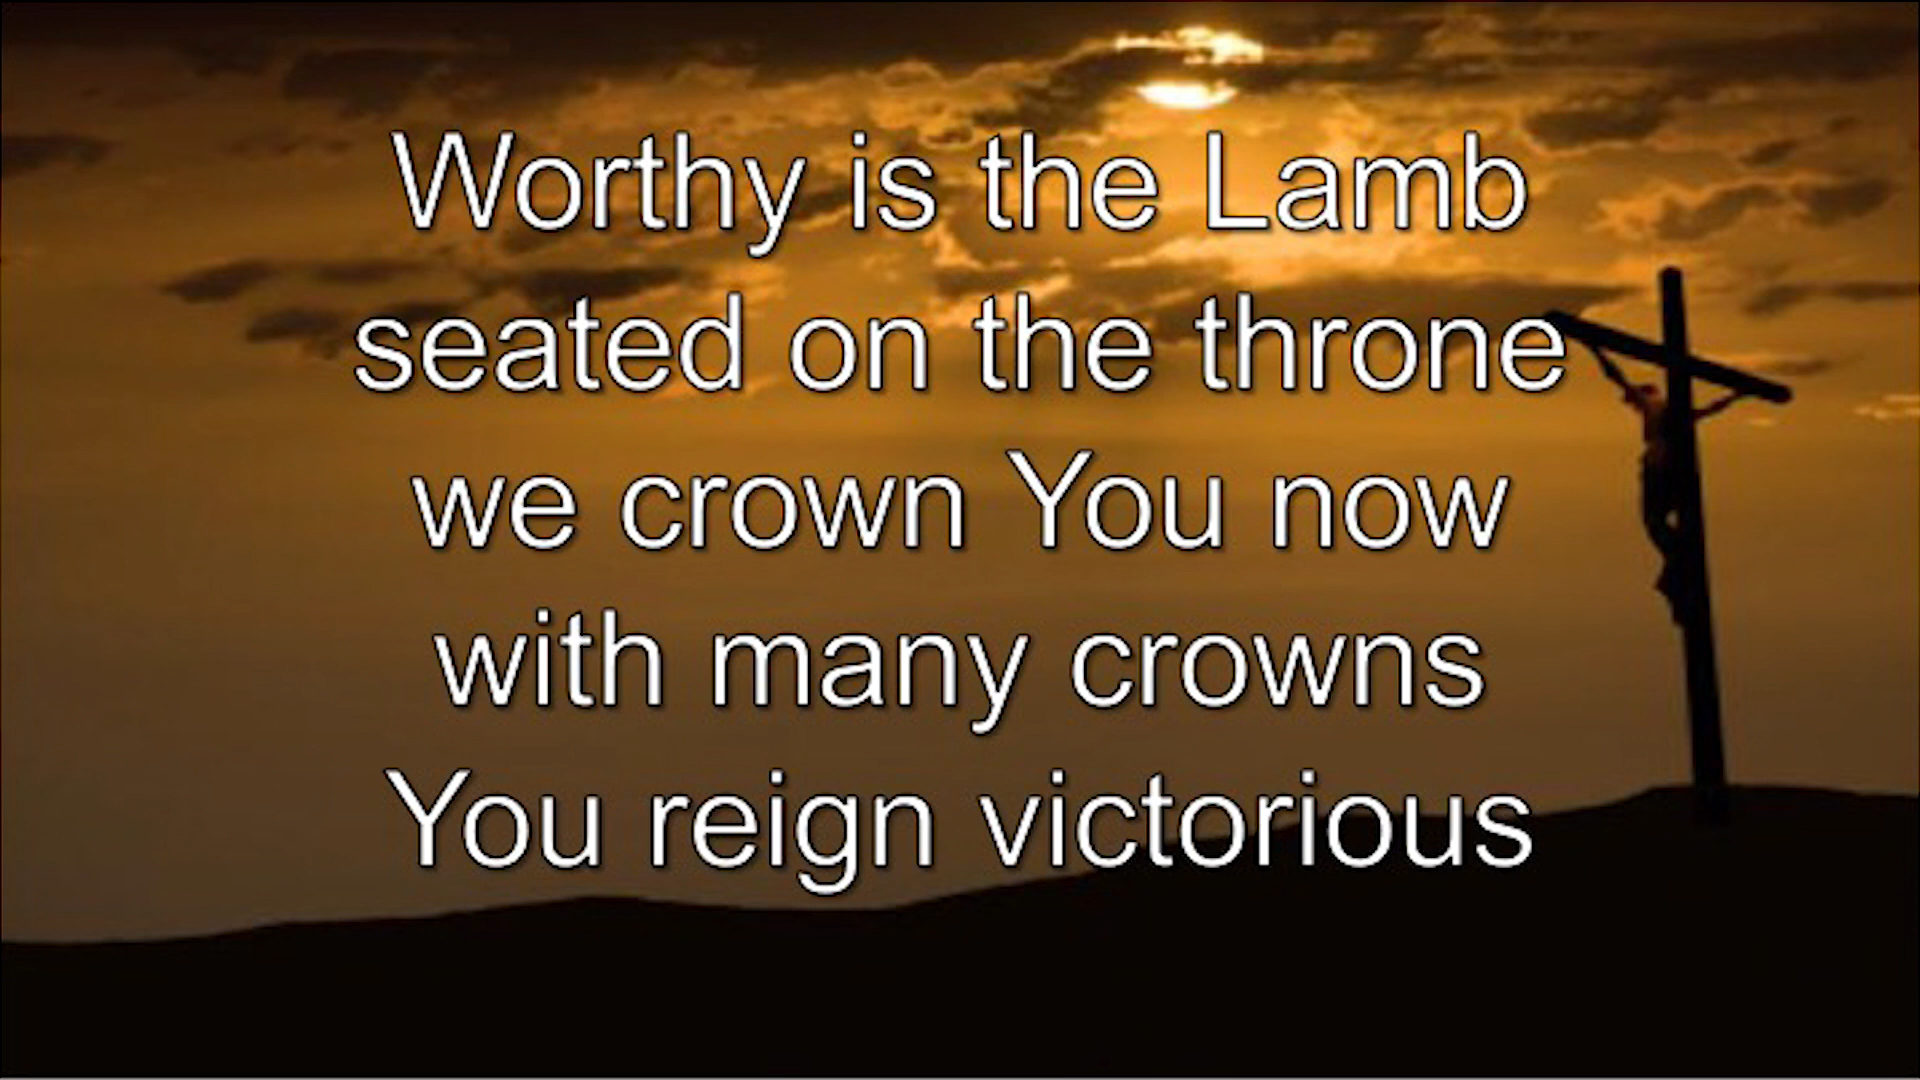 Worthy is the Lamb
seated on the throne
we crown You now
with many crowns
You reign victorious